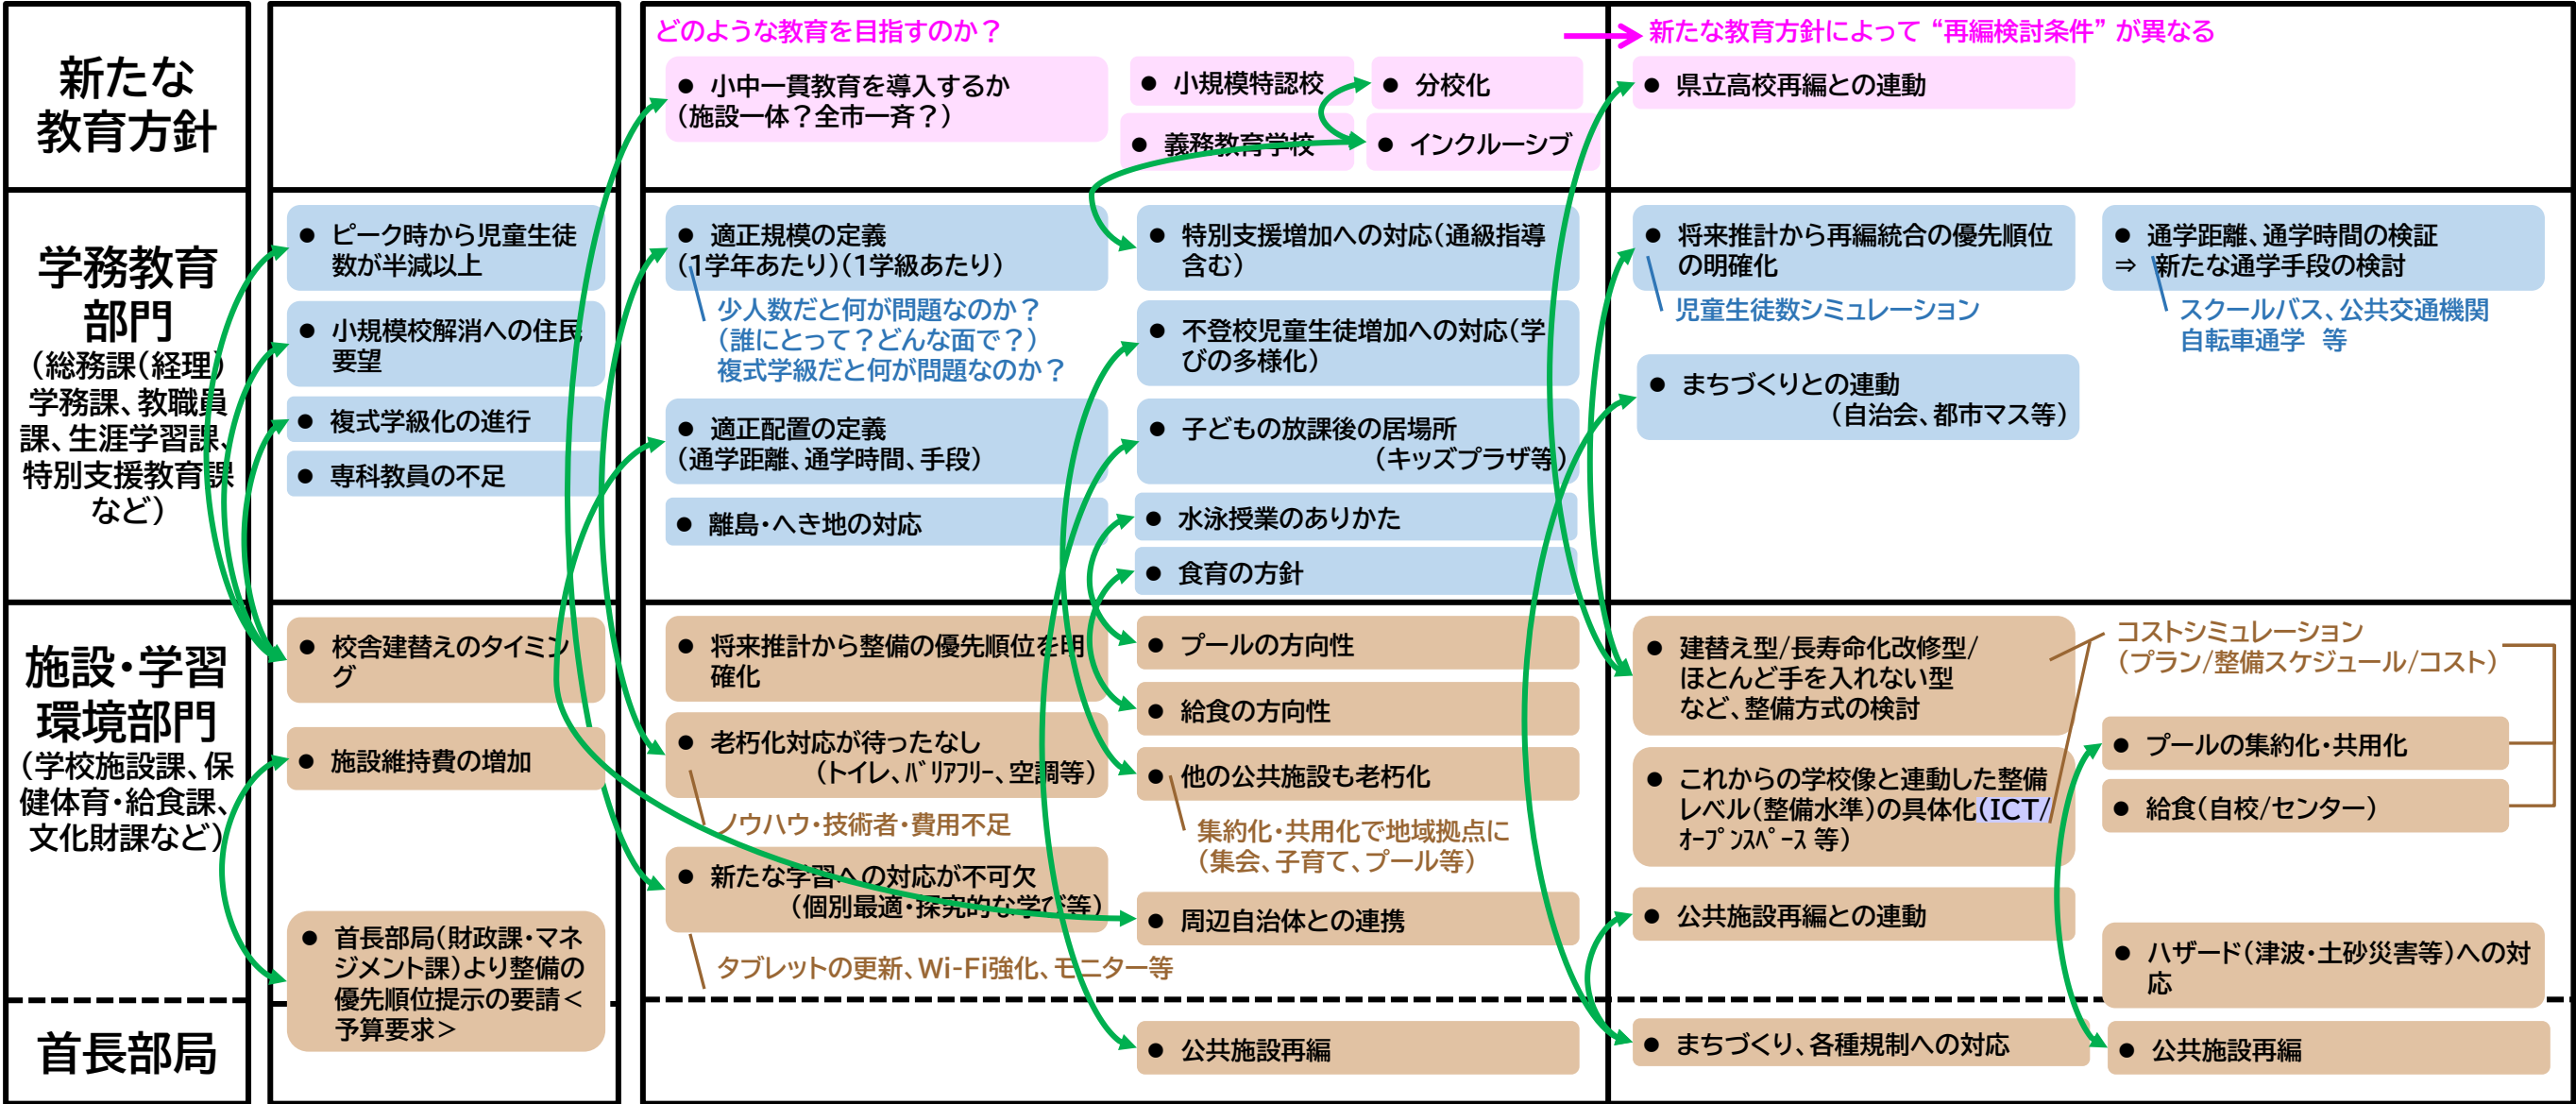 新たな
教育方針
どのような教育を目指すのか？
新たな教育方針によって “再編検討条件” が異なる
● 小中一貫教育を導入するか
（施設一体？全市一斉？）
● 小規模特認校
● 分校化
● 義務教育学校
● インクルーシブ
● 県立高校再編との連動
学務教育
部門
（総務課（経理）
学務課、教職員
課、生涯学習課、
特別支援教育課
など）
● ピーク時から児童生徒
数が半減以上
● 小規模校解消への住民
要望
● 複式学級化の進行
● 専科教員の不足
● 適正規模の定義
（1学年あたり）（1学級あたり）
少人数だと何が問題なのか？
（誰にとって？どんな面で？）
複式学級だと何が問題なのか？
● 適正配置の定義
（通学距離、通学時間、手段）
● 離島・へき地の対応
● 特別支援増加への対応（通級指導
含む）
● 不登校児童生徒増加への対応（学
びの多様化）
● 子どもの放課後の居場所
（キッズプラザ等）
● 水泳授業のありかた
● 食育の方針
● 将来推計から再編統合の優先順位
の明確化
児童生徒数シミュレーション
● まちづくりとの連動
（自治会、都市マス等）
● 通学距離、通学時間の検証
⇒ 新たな通学手段の検討
スクールバス、公共交通機関
自転車通学 等
施設・学習
環境部門
（学校施設課、保
健体育・給食課、
文化財課など）
● 校舎建替えのタイミン
グ
● 施設維持費の増加
● 首長部局（財政課・マネ
ジメント課）より整備の
優先順位提示の要請＜
予算要求＞
● 将来推計から整備の優先順位を明
確化
● 老朽化対応が待ったなし
（トイレ、ﾊﾞﾘｱﾌﾘｰ、空調等）
ノウハウ・技術者・費用不足
● 新たな学習への対応が不可欠
（個別最適・探究的な学び等）
タブレットの更新、Wi-Fi強化、モニター等
● プールの方向性
● 給食の方向性
● 他の公共施設も老朽化
集約化・共用化で地域拠点に
（集会、子育て、プール等）
● 周辺自治体との連携
● 公共施設再編
● 建替え型/長寿命化改修型/
ほとんど手を入れない型
など、整備方式の検討
● これからの学校像と連動した整備
レベル（整備水準）の具体化（ICT/
ｵｰﾌﾟﾝｽﾍﾟｰｽ 等）
● 公共施設再編との連動
● まちづくり、各種規制への対応
コストシミュレーション
（プラン/整備スケジュール/コスト）
● プールの集約化・共用化
● 給食（自校/センター）
● ハザード（津波・土砂災害等）への対
応
● 公共施設再編
首長部局